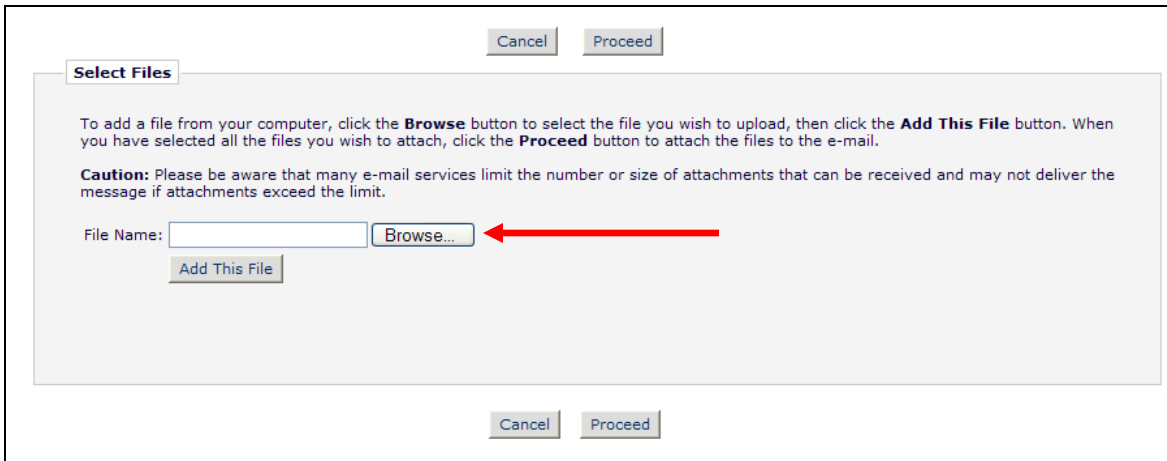 Cancel Proceed
Select Files
To add a file from your computer, click the Browse button to select the file you wish to upload, then click the Add This File button. When
you have selected all the files you wish to attach, click the Proceed button to attach the files to the e-mail.
Caution: Please be aware that many e-mail services limit the number or size of attachments that can be received and may not deliver the
message if attachments exceed the limit.
File Name: Browse...
Add This File
Cancel Proceed